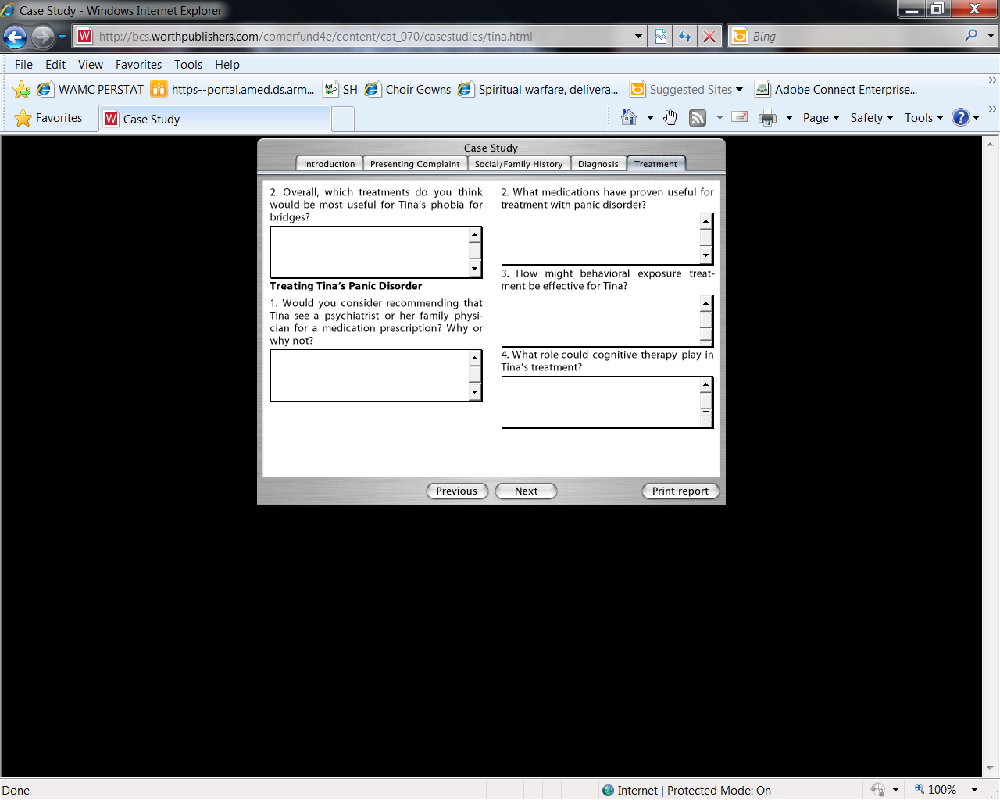 Case Study - Windows Internet Explorer
http://bcs.worthpublishers.com/comerfund4e/content/cat_070/casestudies/tina.html
Bing
File Edit View Favorites Tools Help
WAMC PERSTAT https--portal.amed.ds.arm... SH Choir Gowns Spiritual warfare, delivera... Suggested Sites Adobe Connect Enterprise...
Favorites Case Study Page Safety Tools
Case Study
Introduction Presenting Complaint Social/Family History Diagnosis Treatment
2. Overall, which treatments do you think
would be most useful for Tina's phobia for
bridges?
Treating Tina's Panic Disorder
1. Would you consider recommending that
Tina see a psychiatrist or her family physi-
cian for a medication prescription? Why or
why not?
2. What medications have proven useful for
treatment with panic disorder?
3. How might behavioral exposure treat-
ment be effective for Tina?
4. What role could cognitive therapy play in
Tina's treatment?
Previous Next Print report
Done Internet | Protected Mode: On 100%